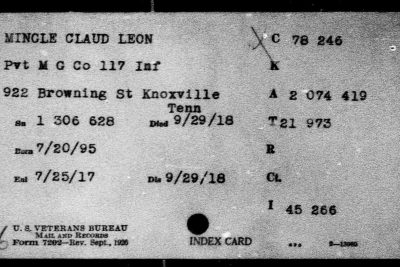 MINGLE CLAUD LEON C 78 246
Pvt M G Co 117 Inf K
922 Browning St Knoxville A 2 074 419
Tenn
Sn 1 306 628 Died 9/29/18 T 21 973
Born 7/20/95 R
Enl 7/25/17 Dis 9/29/18 Ct.
I 45 266
U. S. VETERANS BUREAU
MAIL AND RECORDS
Form 7202—Rev. Sept., 1926 INDEX CARD